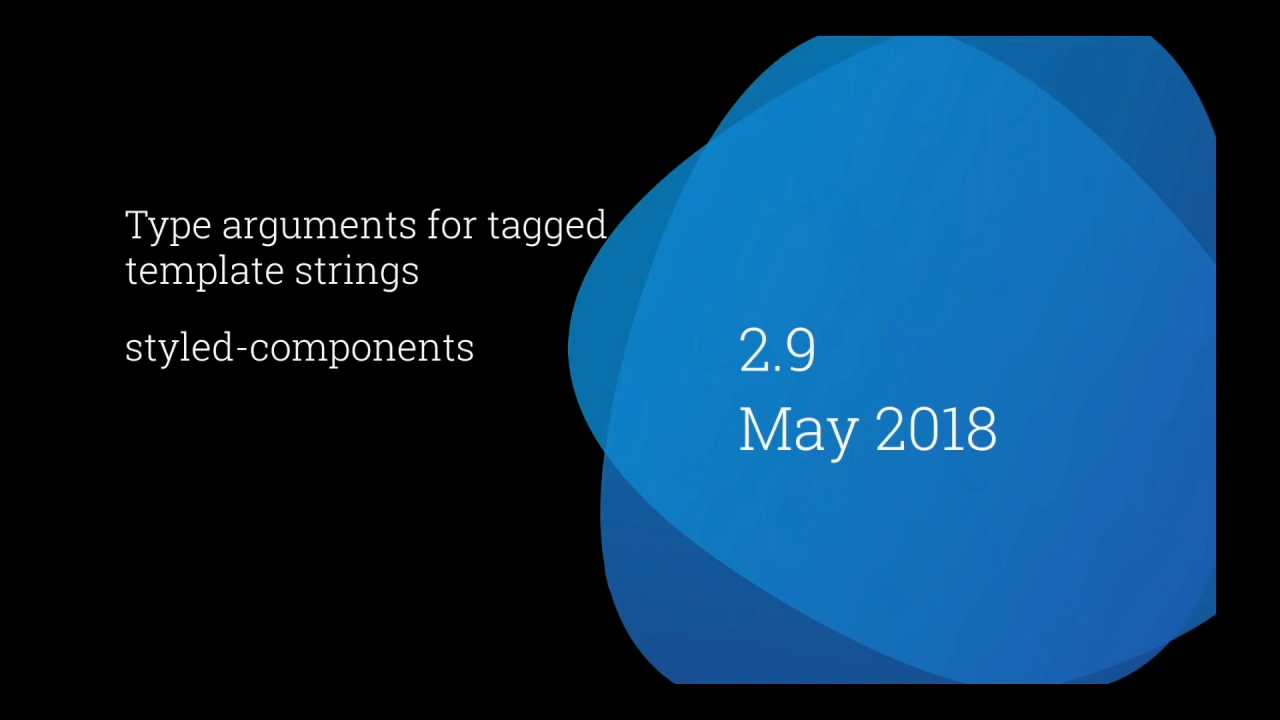 Type arguments for tagged
template strings
styled-components
2.9
May 2018